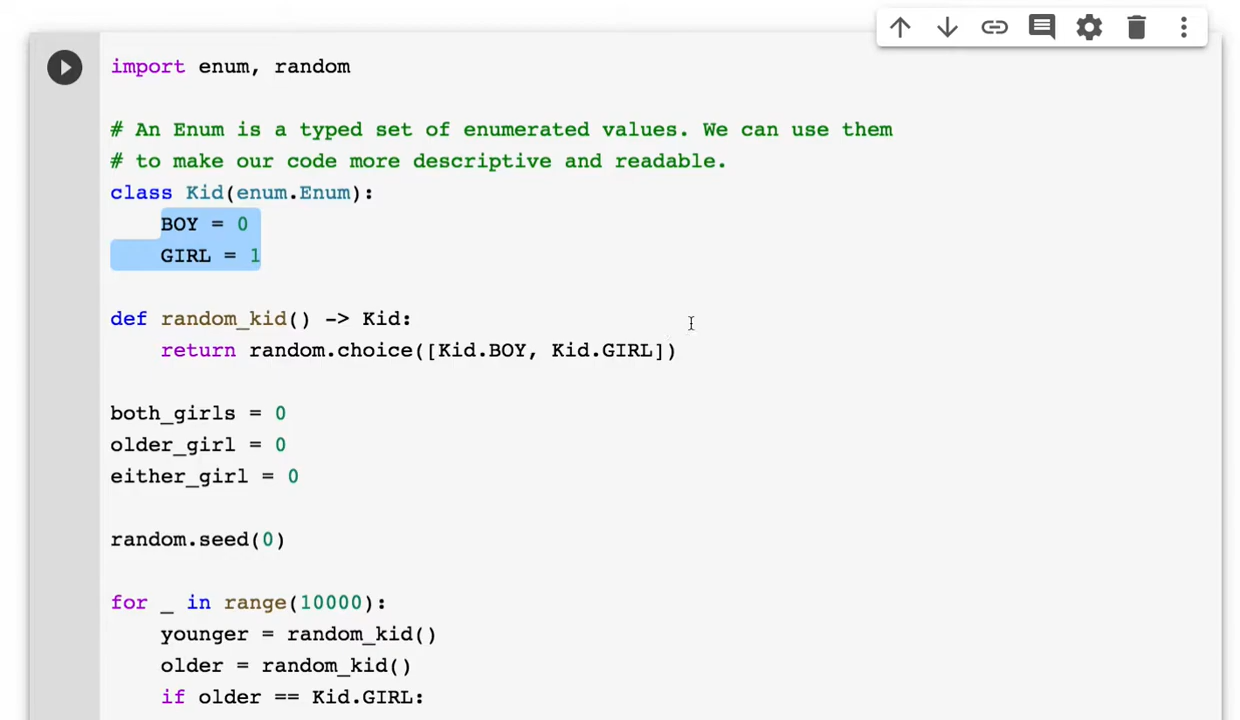 import enum, random
# An Enum is a typed set of enumerated values. We can use them
# to make our code more descriptive and readable.
class Kid(enum.Enum):
    BOY = 0
    GIRL = 1
def random_kid() -> Kid:
    return random.choice([Kid.BOY, Kid.GIRL])
both_girls = 0
older_girl = 0
either_girl = 0
random.seed(0)
for _ in range(10000):
    younger = random_kid()
    older = random_kid()
    if older == Kid.GIRL: